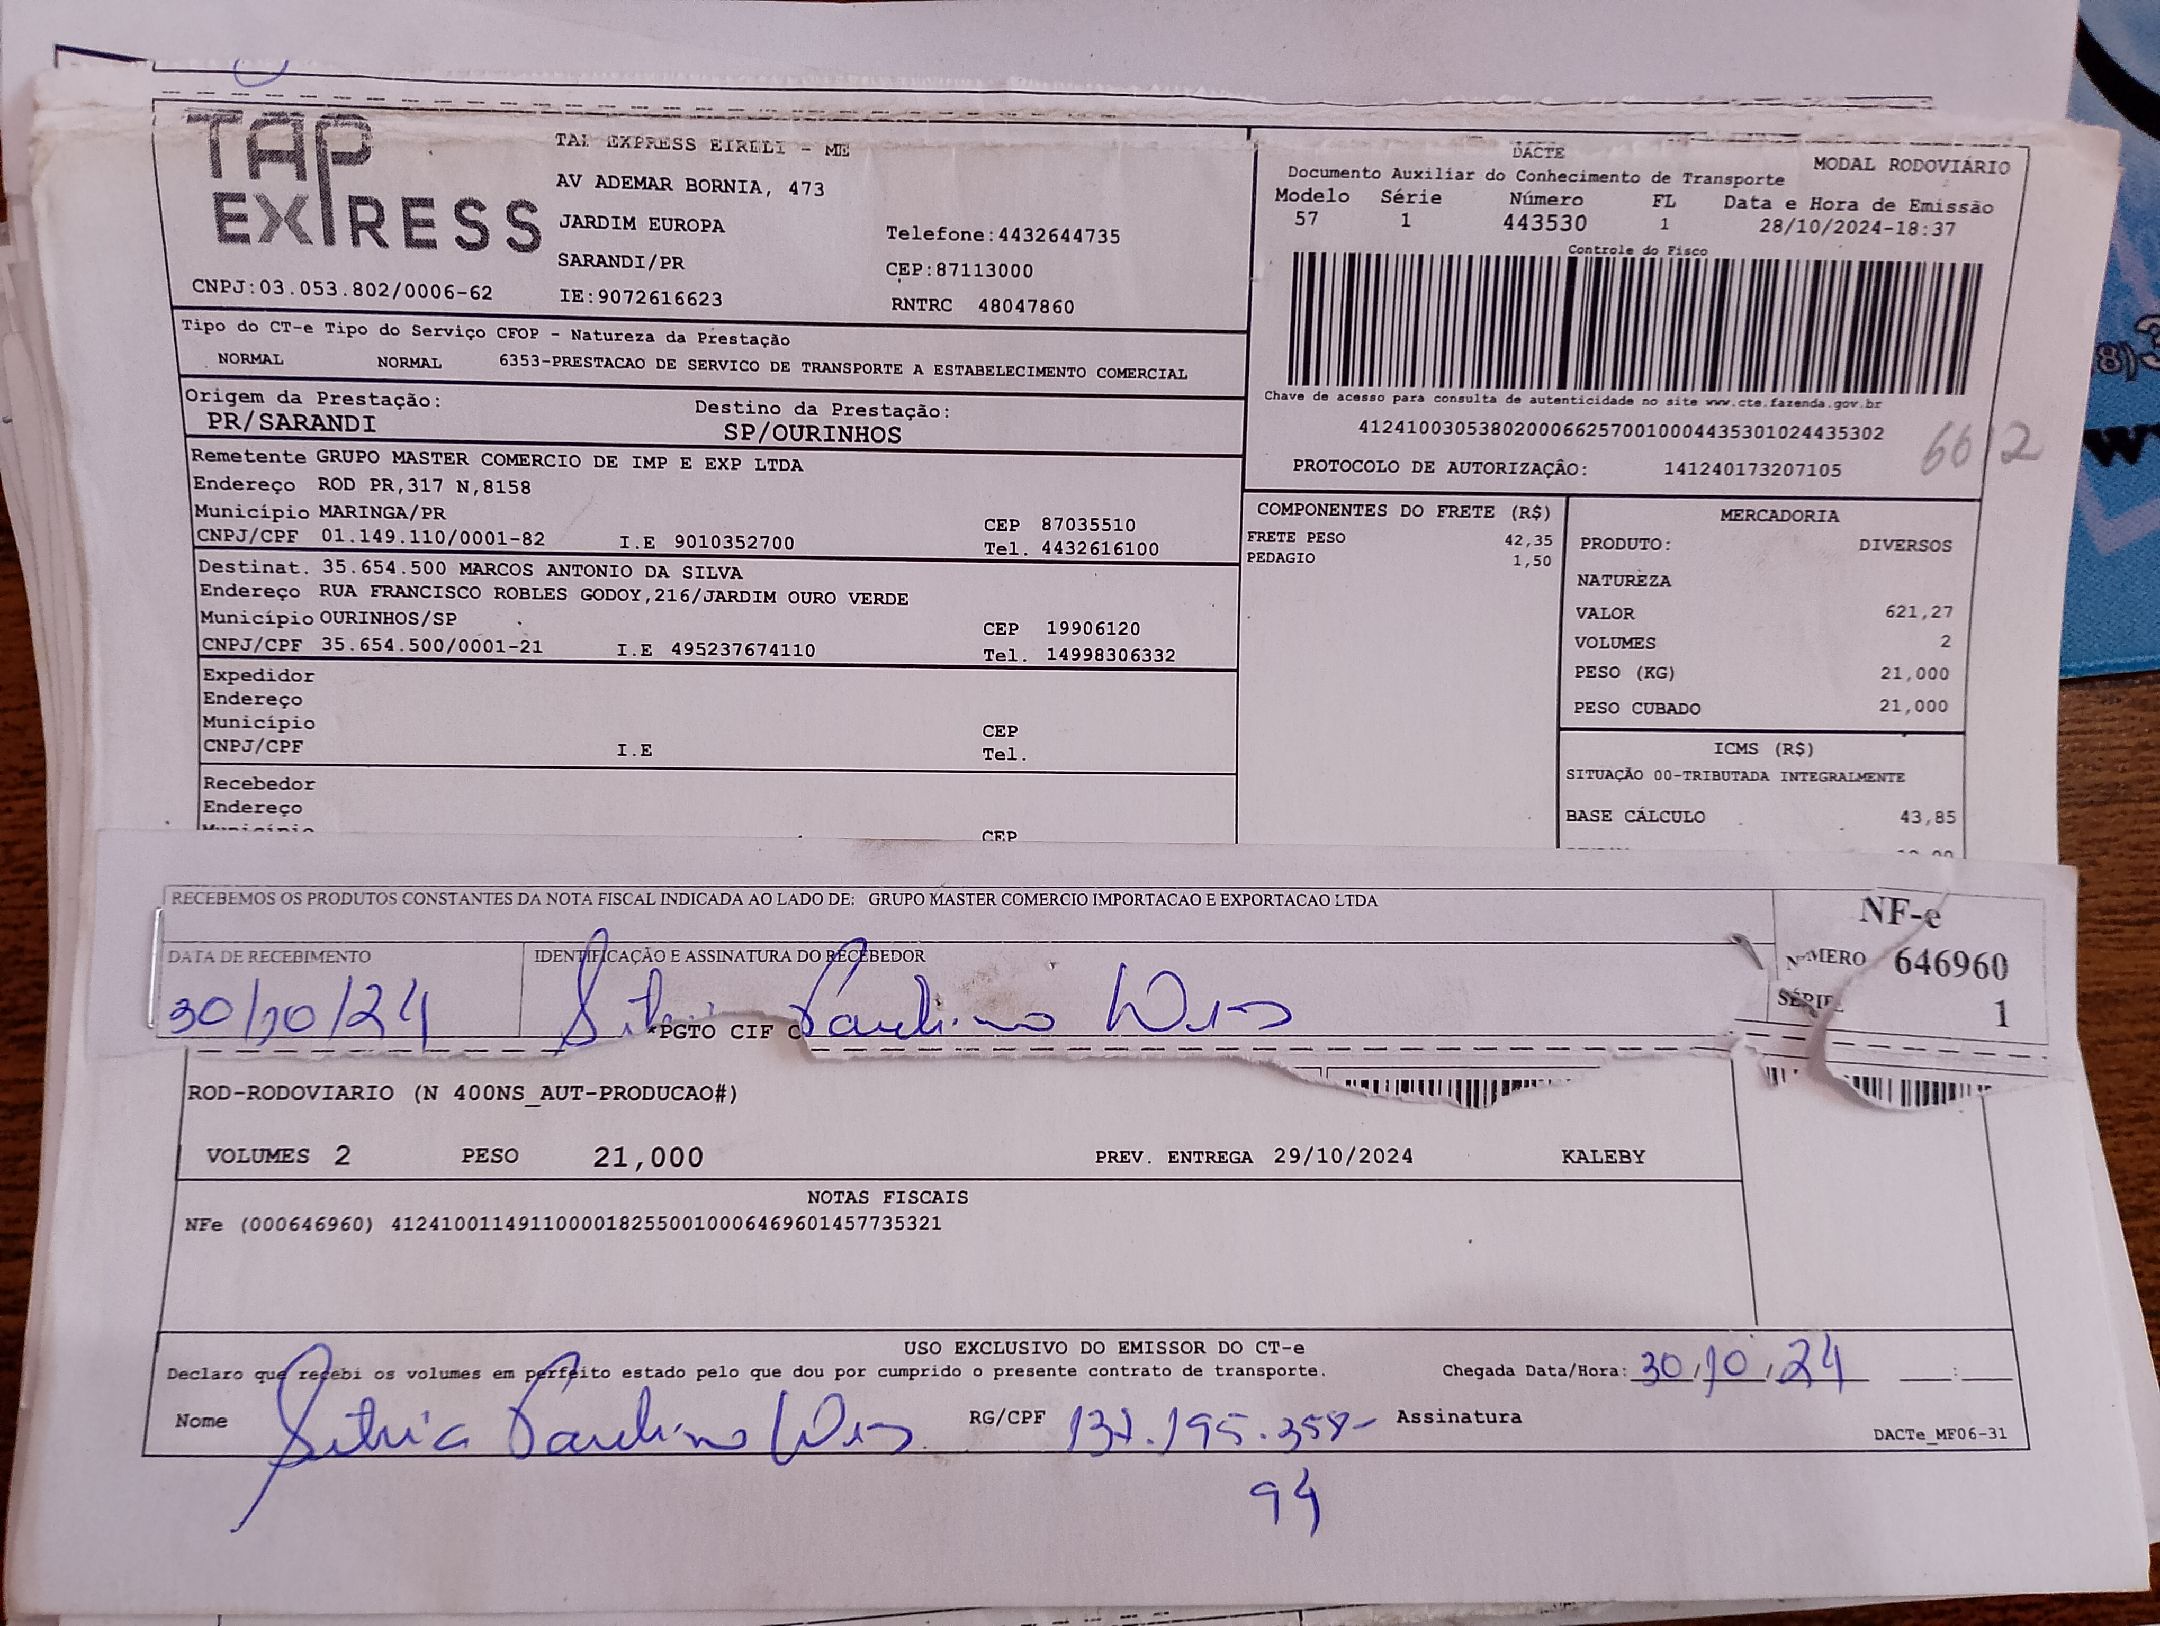 TAP EXPRESS
EXPRESS EIRELI - ME
AV ADEMAR BORNIA, 473
JARDIM EUROPA
Telefone:4432644735
SARANDI/PR
CEP:87113000
CNPJ:03.053.802/0006-62
IE:9072616623
RNTRC 48047860
DACTE
MODAL RODOVIÁRIO
Documento Auxiliar do Conhecimento de Transporte
Modelo Série Número FL Data e Hora de Emissão
57 1 443530 1 28/10/2024-18:37
Controle do Fisco
Chave de acesso para consulta de autenticidade no site www.cte.fazenda.gov.br
41241003053802000662570010004435301024435302
PROTOCOLO DE AUTORIZAÇÃO: 141240173207105
6612
Tipo do CT-e Tipo do Serviço CFOP - Natureza da Prestação
NORMAL NORMAL 6353-PRESTACAO DE SERVICO DE TRANSPORTE A ESTABELECIMENTO COMERCIAL
Origem da Prestação: Destino da Prestação:
PR/SARANDI SP/OURINHOS
Remetente GRUPO MASTER COMERCIO DE IMP E EXP LTDA
Endereço ROD PR,317 N,8158
Município MARINGA/PR CEP 87035510
CNPJ/CPF 01.149.110/0001-82 I.E 9010352700 Tel. 4432616100
Destinat. 35.654.500 MARCOS ANTONIO DA SILVA
Endereço RUA FRANCISCO ROBLES GODOY,216/JARDIM OURO VERDE
Município OURINHOS/SP CEP 19906120
CNPJ/CPF 35.654.500/0001-21 I.E 495237674110 Tel. 14998306332
Expedidor
Endereço
Município CEP
CNPJ/CPF I.E Tel.
Recebedor
Endereço
Município CEP
COMPONENTES DO FRETE (R$)
FRETE PESO 42,35
PEDAGIO 1,50
MERCADORIA
PRODUTO: DIVERSOS
NATUREZA
VALOR 621,27
VOLUMES 2
PESO (KG) 21,000
PESO CUBADO 21,000
ICMS (R$)
SITUAÇÃO 00-TRIBUTADA INTEGRALMENTE
BASE CÁLCULO 43,85
RECEBEMOS OS PRODUTOS CONSTANTES DA NOTA FISCAL INDICADA AO LADO DE: GRUPO MASTER COMERCIO IMPORTACAO E EXPORTACAO LTDA
NF-e
NÚMERO 646960
SÉRIE 1
DATA DE RECEBIMENTO IDENTIFICAÇÃO E ASSINATURA DO RECEBEDOR
30/10/24
*PGTO CIF
ROD-RODOVIARIO (N 400NS_AUT-PRODUCAO#)
VOLUMES 2 PESO 21,000 PREV. ENTREGA 29/10/2024 KALEBY
NOTAS FISCAIS
NFe (000646960) 41241001149110000182550010006469601457735321
USO EXCLUSIVO DO EMISSOR DO CT-e
Declaro que recebi os volumes em perfeito estado pelo que dou por cumprido o presente contrato de transporte.
Chegada Data/Hora: 30/10/24 __:__
Nome RG/CPF Assinatura
DACTe_MF06-31
94